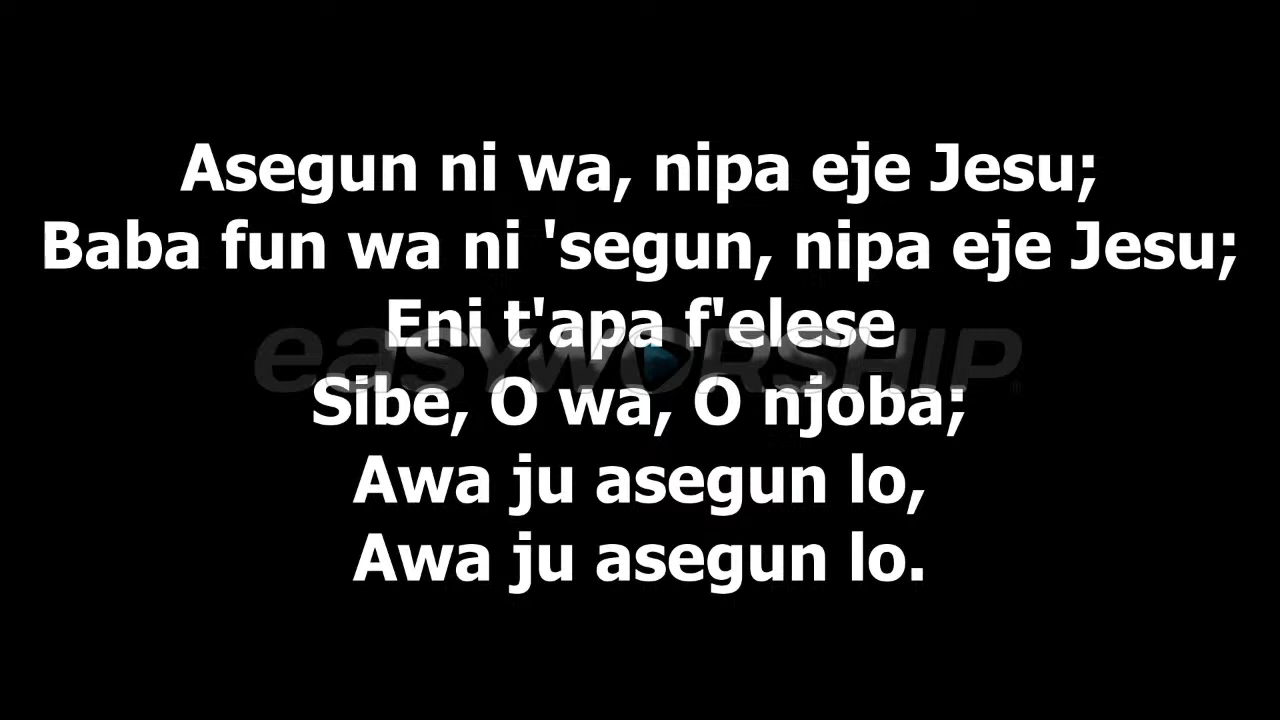 Asegun ni wa, nipa eje Jesu;
Baba fun wa ni 'segun, nipa eje Jesu;
Eni t'apa f'elese
easyworship®
Sibe, O wa, O njoba;
Awa ju asegun lo,
Awa ju asegun lo.